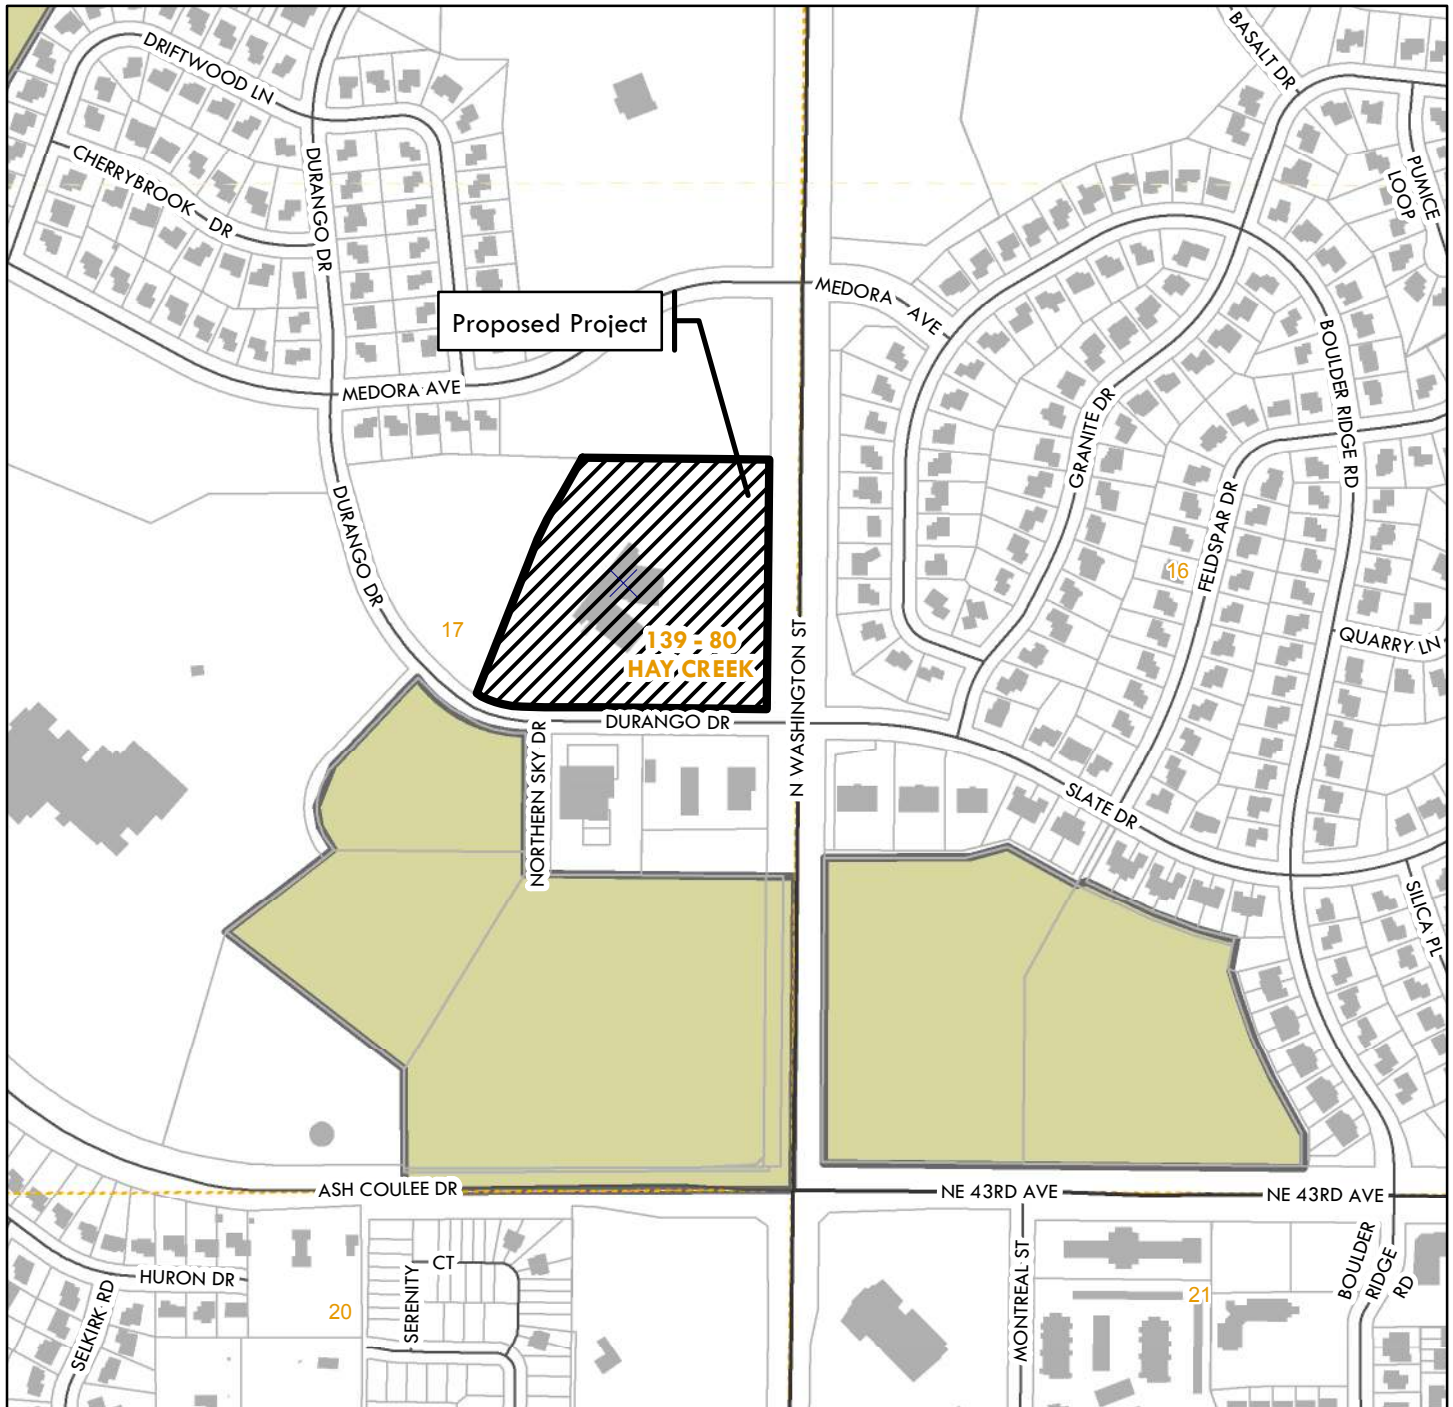 BASALT DR
DRIFTWOOD LN
CHERRYBROOK DR
DURANGO DR
PUMICE
LOOP
MEDORA AVE
Proposed Project
BOULDER RIDGE RD
MEDORA AVE
GRANITE DR
DURANGO DR
FELDSPAR DR
16
17
139 - 80
HAY CREEK
QUARRY LN
N WASHINGTON ST
DURANGO DR
NORTHERN SKY DR
SLATE DR
SILICA PL
ASH COULEE DR
NE 43RD AVE
NE 43RD AVE
HURON DR
SELKIRK RD
20
SERENITY
CT
MONTREAL ST
21
BOULDER
RIDGE
RD